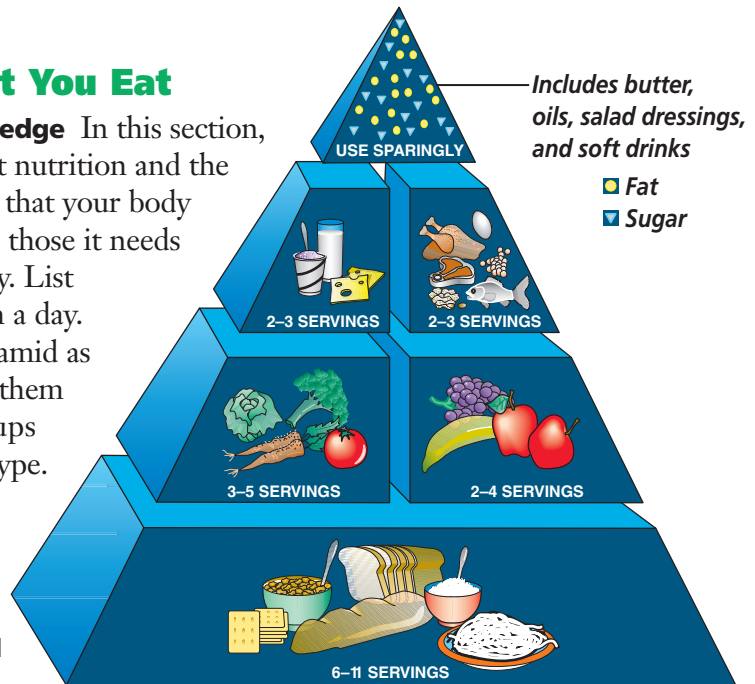 t You Eat
edge In this section,
t nutrition and the
that your body
those it needs
y. List
n a day.
amid as
them
ups
ype.
Includes butter,
oils, salad dressings,
and soft drinks
Fat
Sugar
USE SPARINGLY
2–3 SERVINGS
2–3 SERVINGS
3–5 SERVINGS
2–4 SERVINGS
6–11 SERVINGS